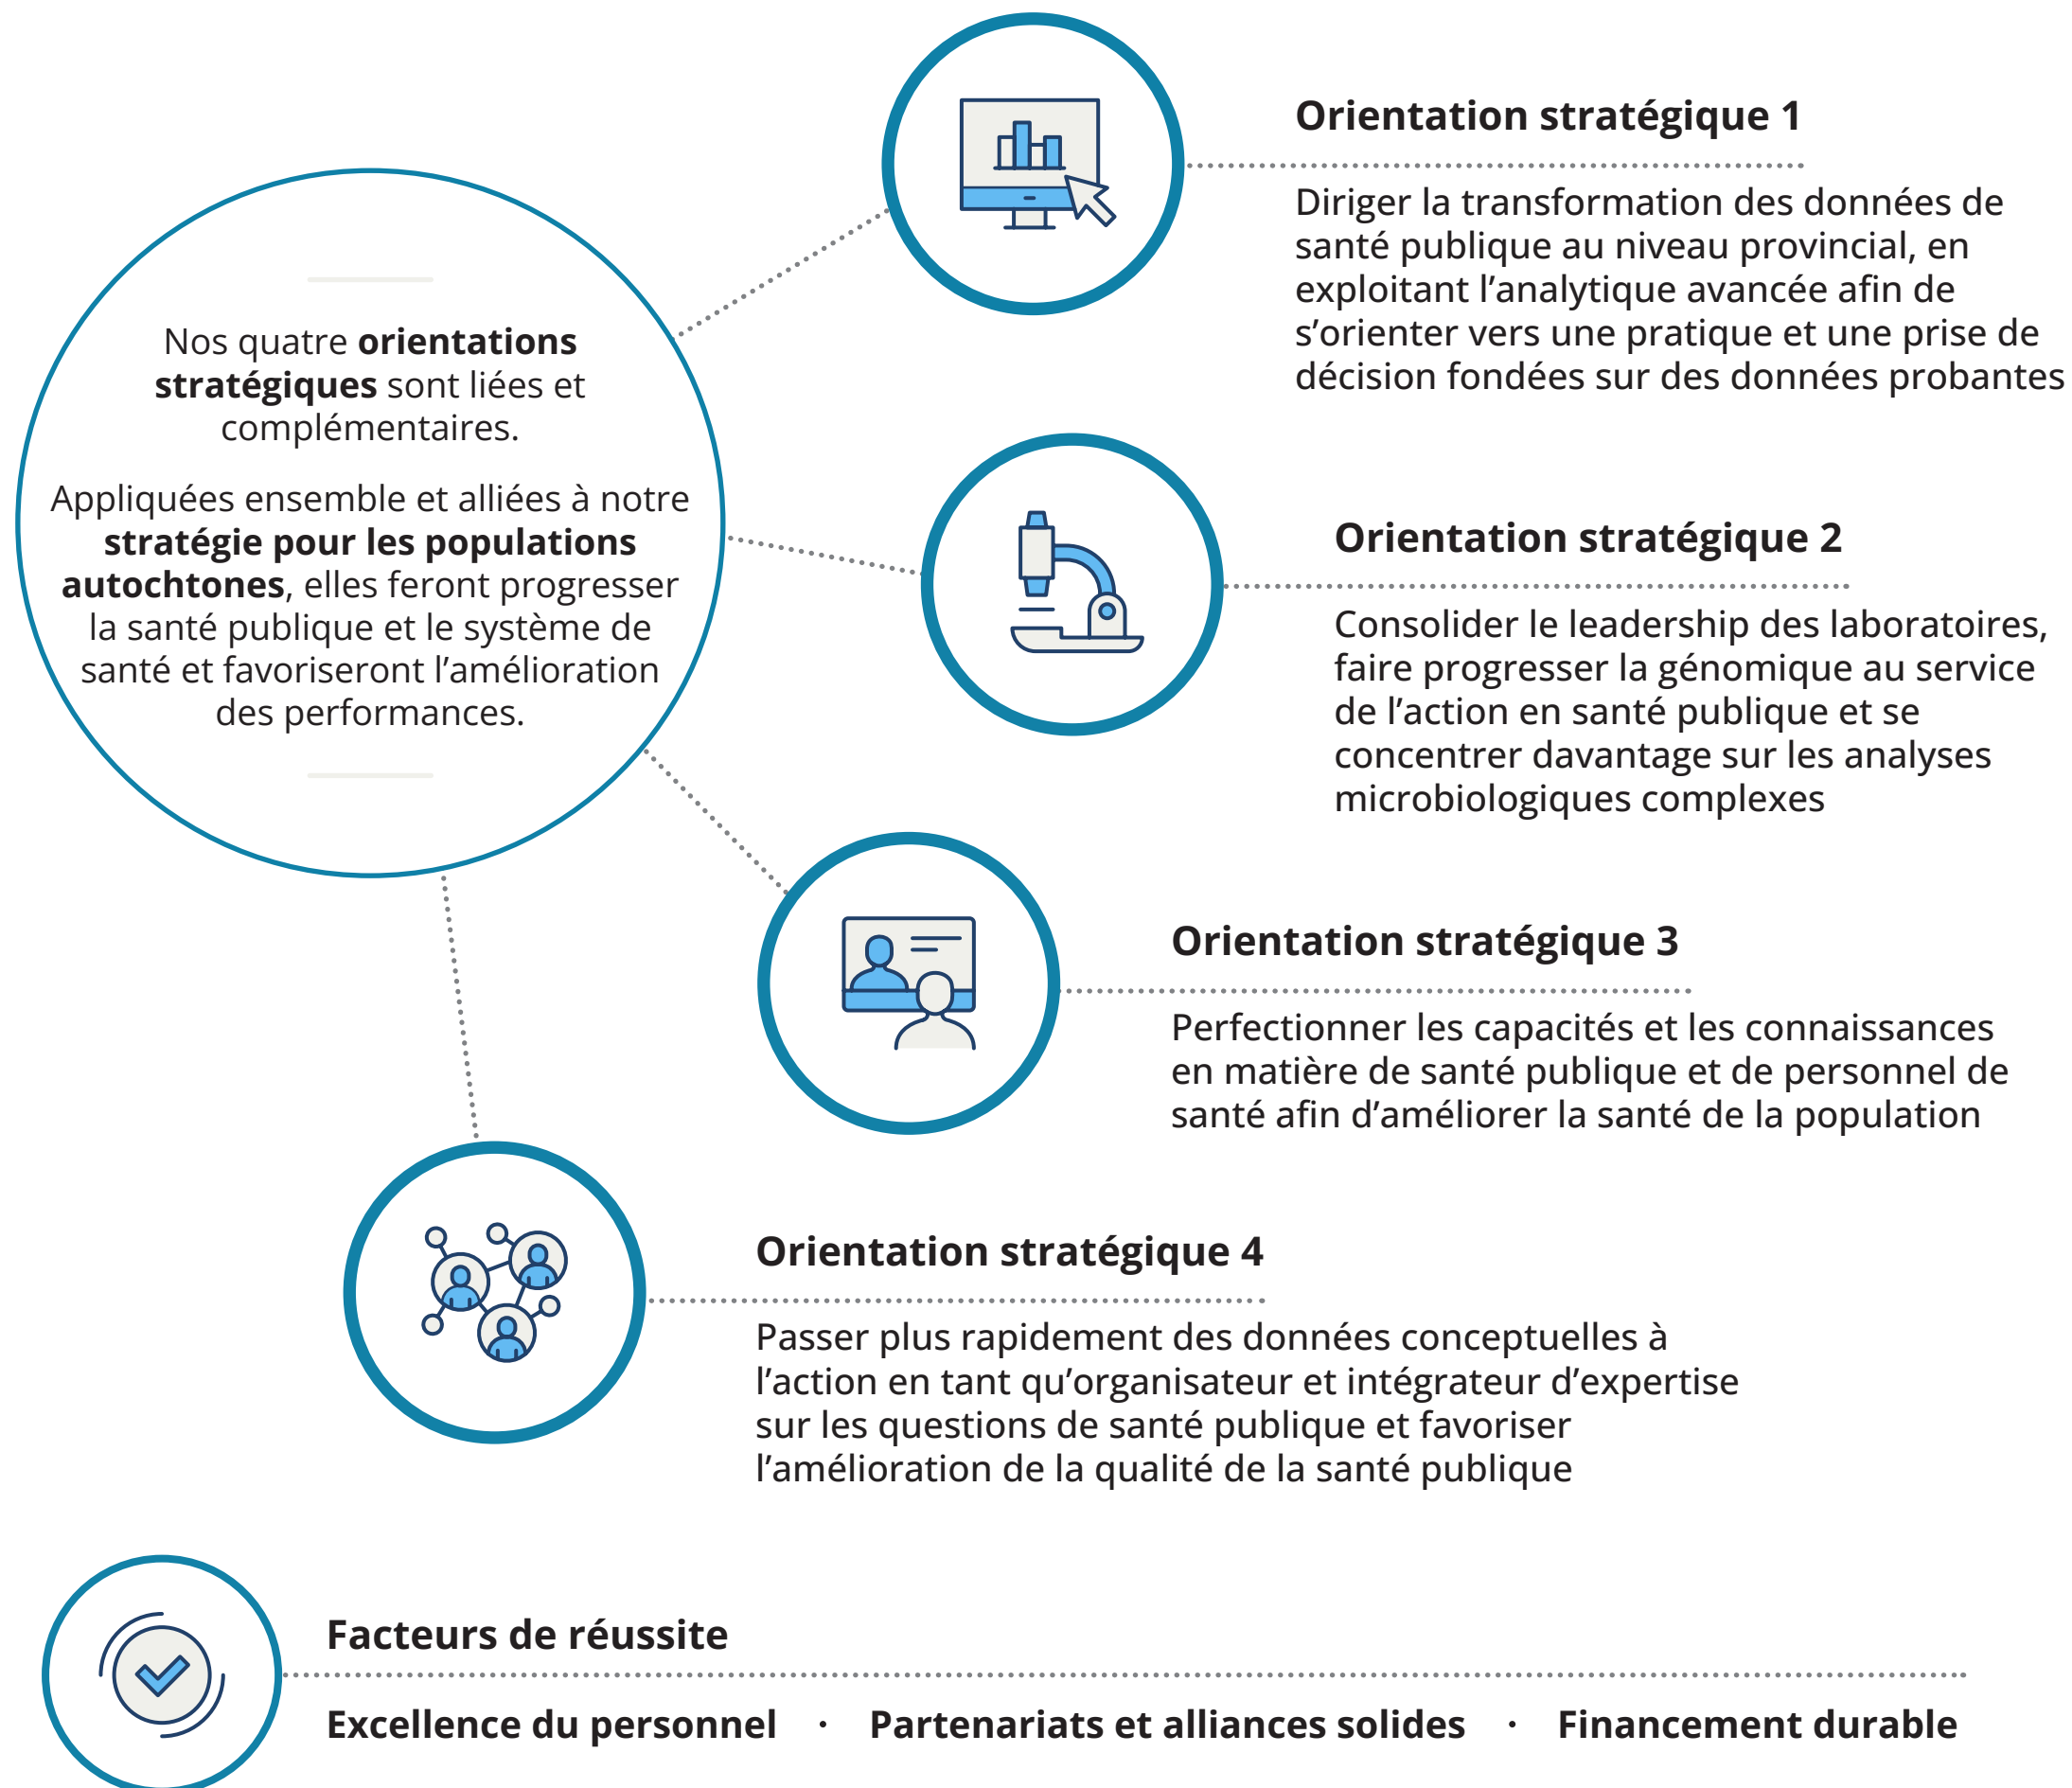 Nos quatre orientations
stratégiques sont liées et
complémentaires.
Appliquées ensemble et alliées à notre
stratégie pour les populations
autochtones, elles feront progresser
la santé publique et le système de
santé et favoriseront l’amélioration
des performances.
Orientation stratégique 1
Diriger la transformation des données de
santé publique au niveau provincial, en
exploitant l’analytique avancée afin de
s’orienter vers une pratique et une prise de
décision fondées sur des données probantes
Orientation stratégique 2
Consolider le leadership des laboratoires,
faire progresser la génomique au service
de l’action en santé publique et se
concentrer davantage sur les analyses
microbiologiques complexes
Orientation stratégique 3
Perfectionner les capacités et les connaissances
en matière de santé publique et de personnel de
santé afin d’améliorer la santé de la population
Orientation stratégique 4
Passer plus rapidement des données conceptuelles à
l’action en tant qu’organisateur et intégrateur d’expertise
sur les questions de santé publique et favoriser
l’amélioration de la qualité de la santé publique
Facteurs de réussite
Excellence du personnel · Partenariats et alliances solides · Financement durable